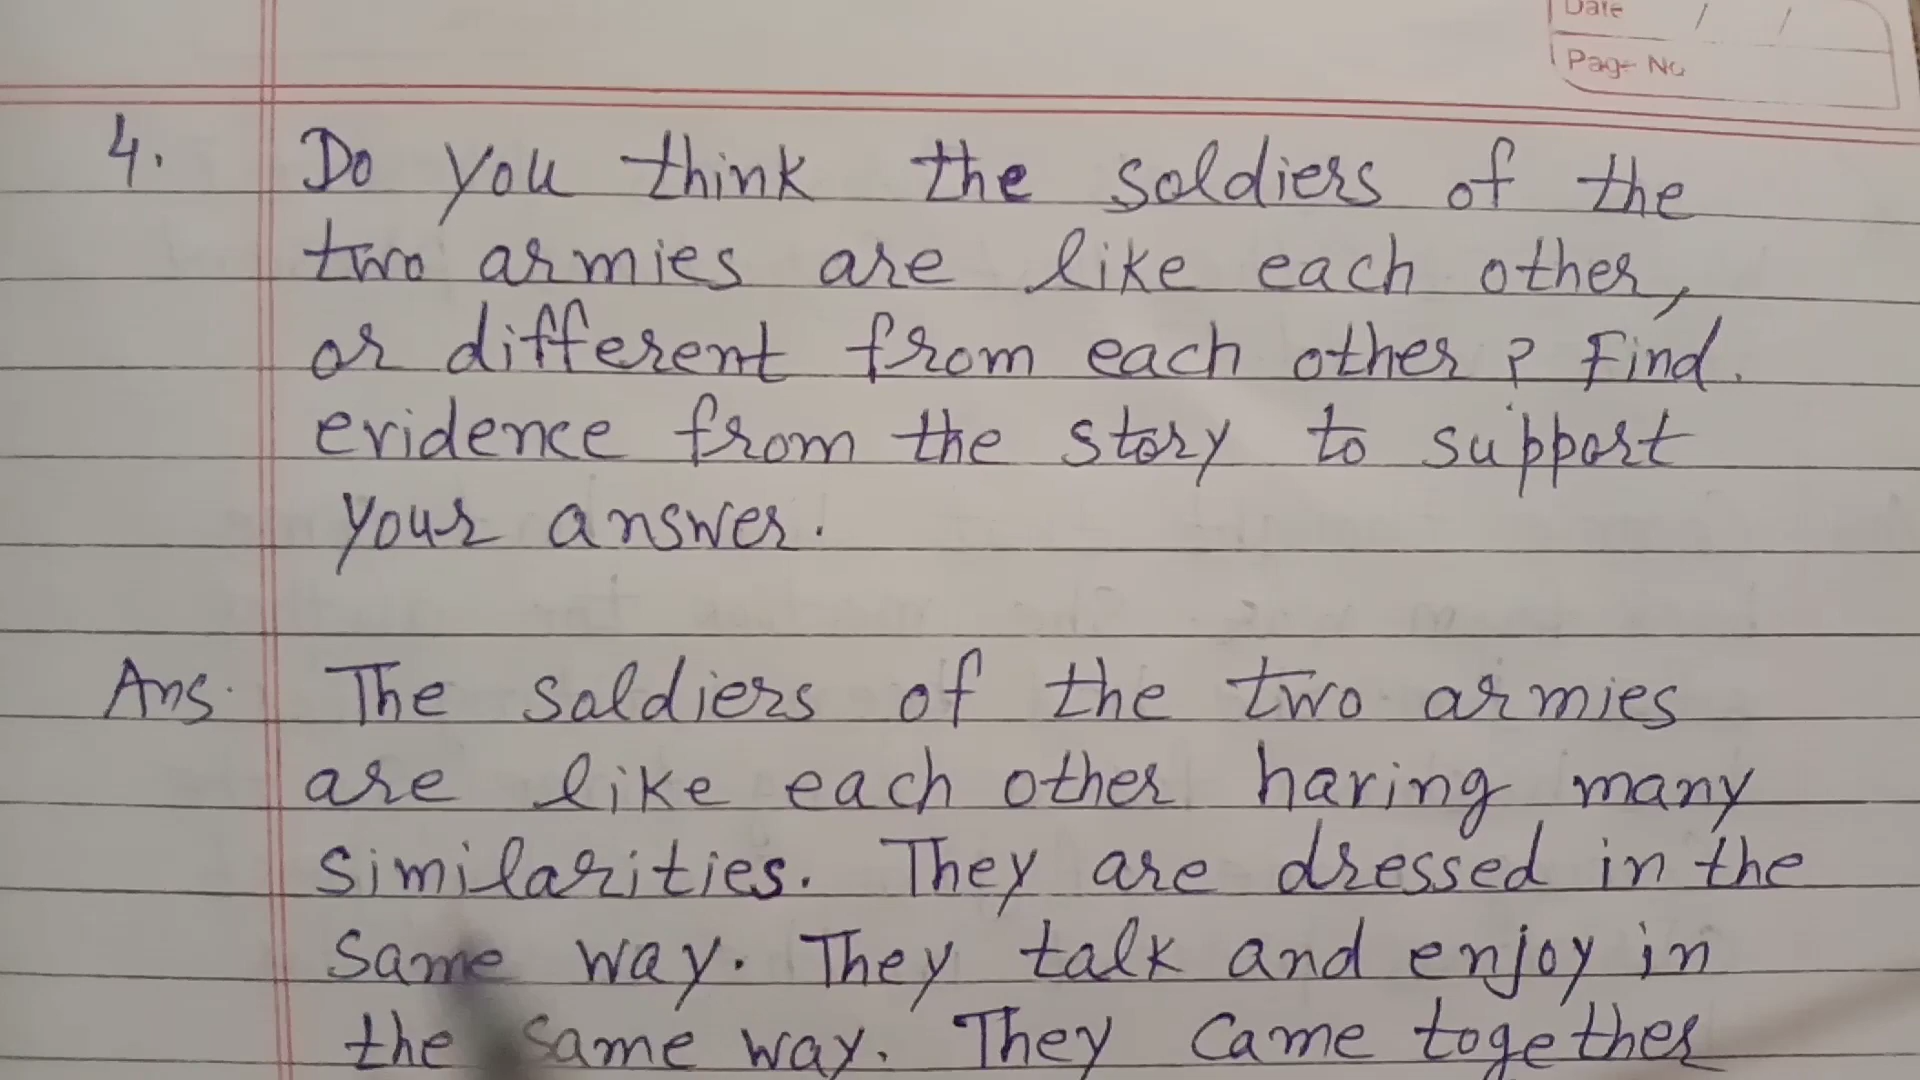 Date / /
Page No
4. Do you think the soldiers of the
two armies are like each other,
or different from each other? Find
evidence from the story to support
your answer.
Ans. The soldiers of the two armies
are like each other having many
similarities. They are dressed in the
same way. They talk and enjoy in
the same way. They came together